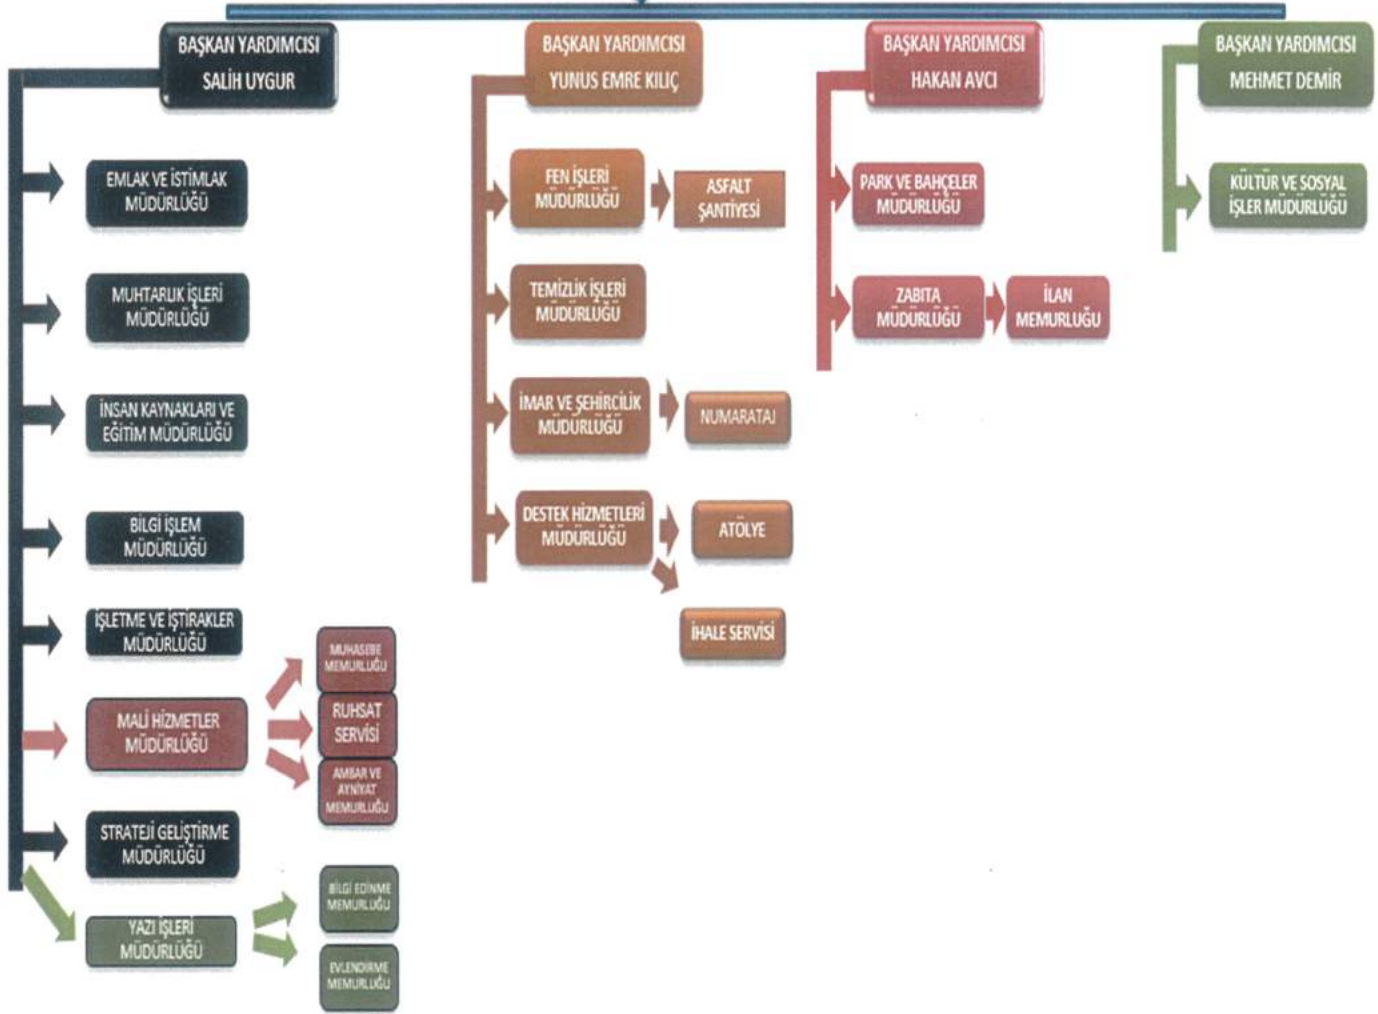 BAŞKAN YARDIMCISI
SALİH UYGUR
EMLAK VE İSTİMLAK
MÜDÜRLÜĞÜ
MUHTARLIK İŞLERİ
MÜDÜRLÜĞÜ
İNSAN KAYNAKLARI VE
EĞİTİM MÜDÜRLÜĞÜ
BİLGİ İŞLEM
MÜDÜRLÜĞÜ
İŞLETME VE İŞTİRAKLER
MÜDÜRLÜĞÜ
MALİ HİZMETLER
MÜDÜRLÜĞÜ
MUHASEBE
MEMURLUĞU
RUHSAT
SERVİSİ
AMBAR VE
AYNİYAT
MEMURLUĞU
STRATEJİ GELİŞTİRME
MÜDÜRLÜĞÜ
YAZI İŞLERİ
MÜDÜRLÜĞÜ
BİLGİ EDİNME
MEMURLUĞU
EVLENDİRME
MEMURLUĞU
BAŞKAN YARDIMCISI
YUNUS EMRE KILIÇ
FEN İŞLERİ
MÜDÜRLÜĞÜ
ASFALT
ŞANTİYESİ
TEMİZLİK İŞLERİ
MÜDÜRLÜĞÜ
İMAR VE ŞEHİRCİLİK
MÜDÜRLÜĞÜ
NUMARATAJ
DESTEK HİZMETLERİ
MÜDÜRLÜĞÜ
ATÖLYE
İHALE SERVİSİ
BAŞKAN YARDIMCISI
HAKAN AVCI
PARK VE BAHÇELER
MÜDÜRLÜĞÜ
ZABITA
MÜDÜRLÜĞÜ
İLAN
MEMURLUĞU
BAŞKAN YARDIMCISI
MEHMET DEMİR
KÜLTÜR VE SOSYAL
İŞLER MÜDÜRLÜĞÜ